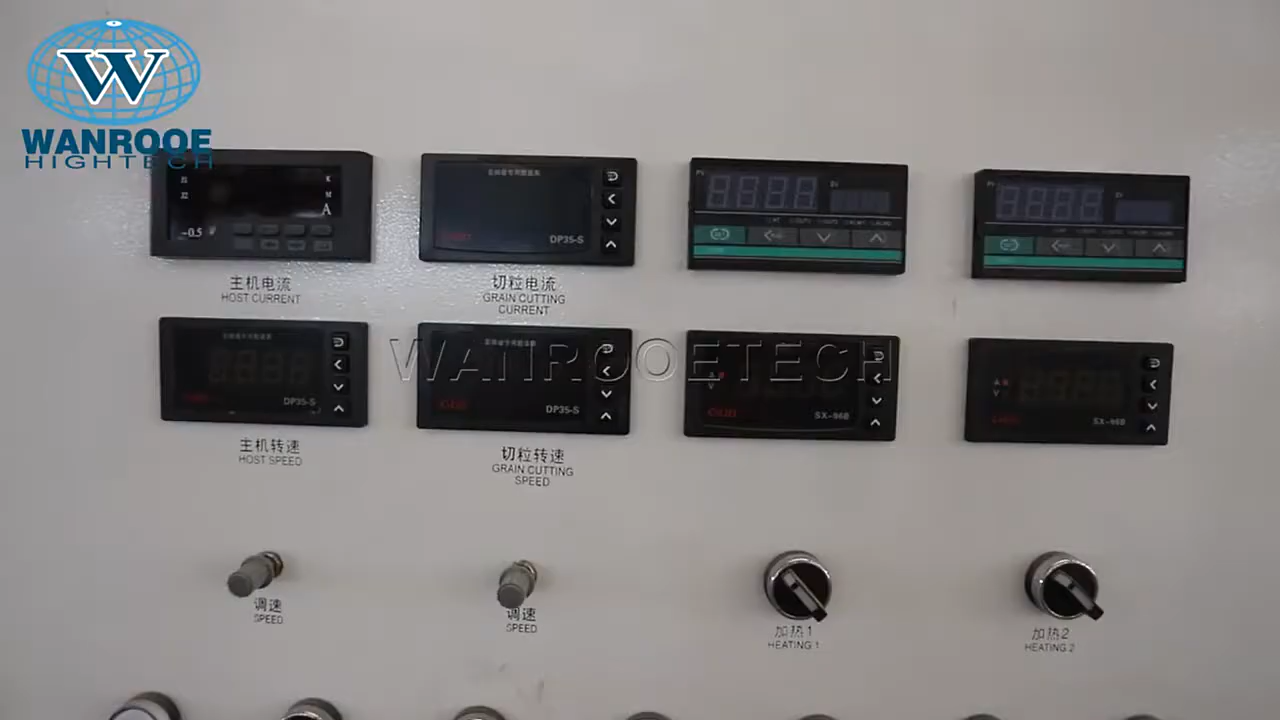 W
WANROOE
HIGHTECH
K
M
A
DP35-S
主机电流
HOST CURRENT
切粒电流
GRAIN CUTTING
CURRENT
WANROOETECH
DP35-S
DP35-S
A
V
SX-96B
A
V
SX-96B
主机转速
HOST SPEED
切粒转速
GRAIN CUTTING
SPEED
调速
SPEED
调速
SPEED
加热1
HEATING 1
加热2
HEATING 2